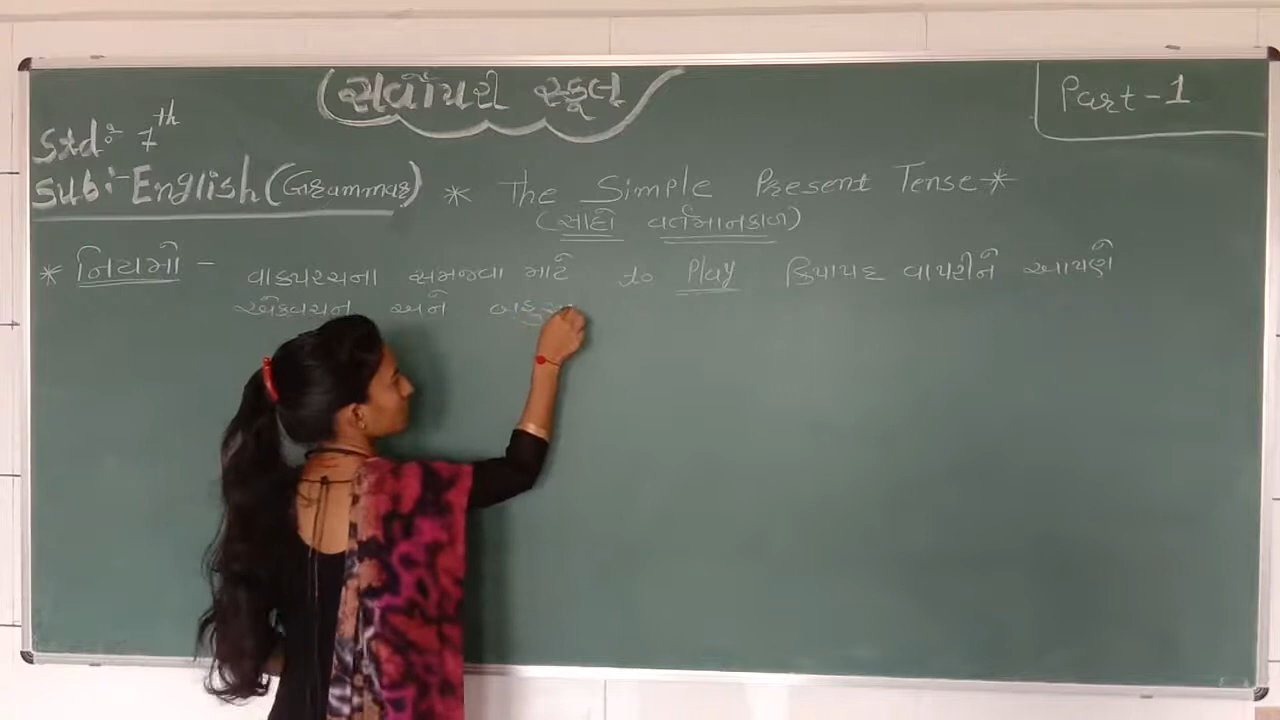 સર્વોચરી સ્કૂલ
Part-1
Std:- 7th
Sub:- English (Grammar)
* The Simple Present Tense *
(સાદો વર્તમાનકાળ)
* નિયમો - વાક્યરચના સમજવા માટે to Play ક્રિયાપદ વાપરીને આપણે
એકવચન અને